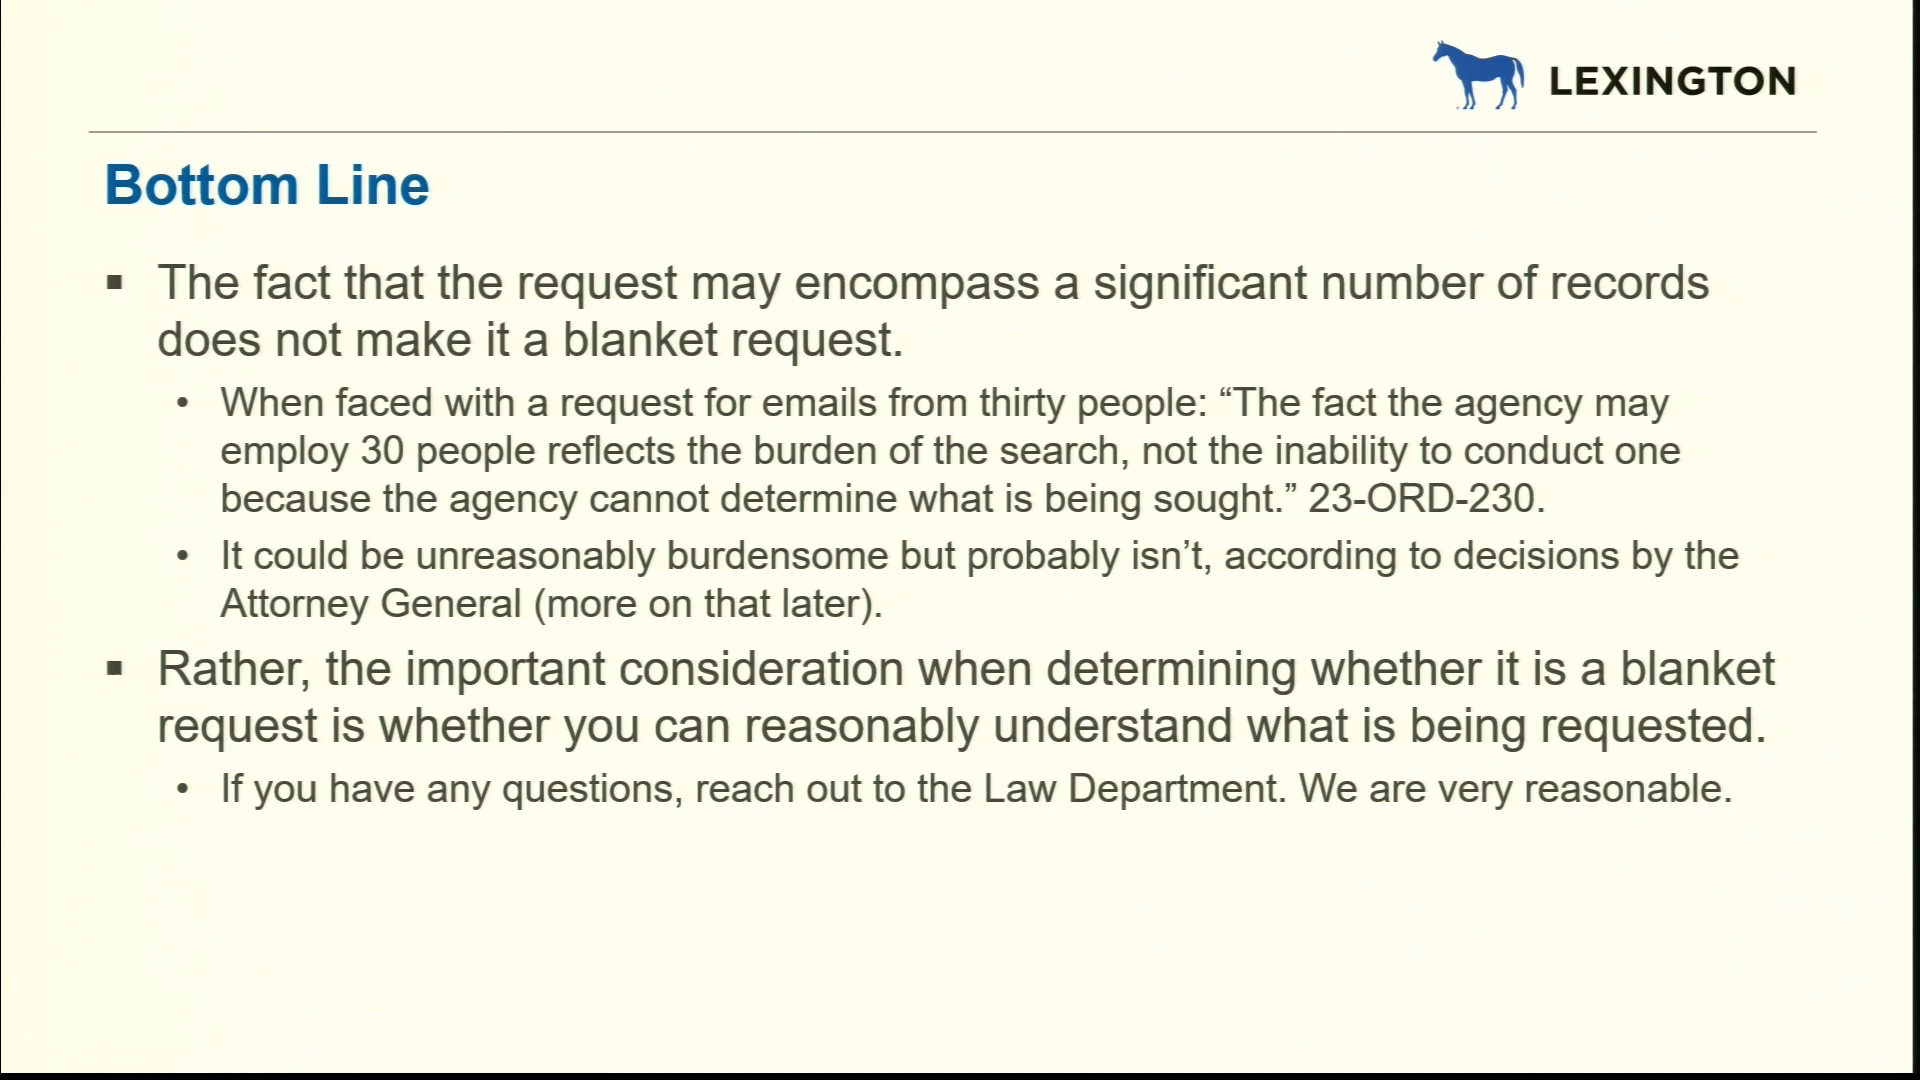 LEXINGTON
Bottom Line
▪ The fact that the request may encompass a significant number of records
does not make it a blanket request.
• When faced with a request for emails from thirty people: “The fact the agency may
employ 30 people reflects the burden of the search, not the inability to conduct one
because the agency cannot determine what is being sought.” 23-ORD-230.
• It could be unreasonably burdensome but probably isn’t, according to decisions by the
Attorney General (more on that later).
▪ Rather, the important consideration when determining whether it is a blanket
request is whether you can reasonably understand what is being requested.
• If you have any questions, reach out to the Law Department. We are very reasonable.